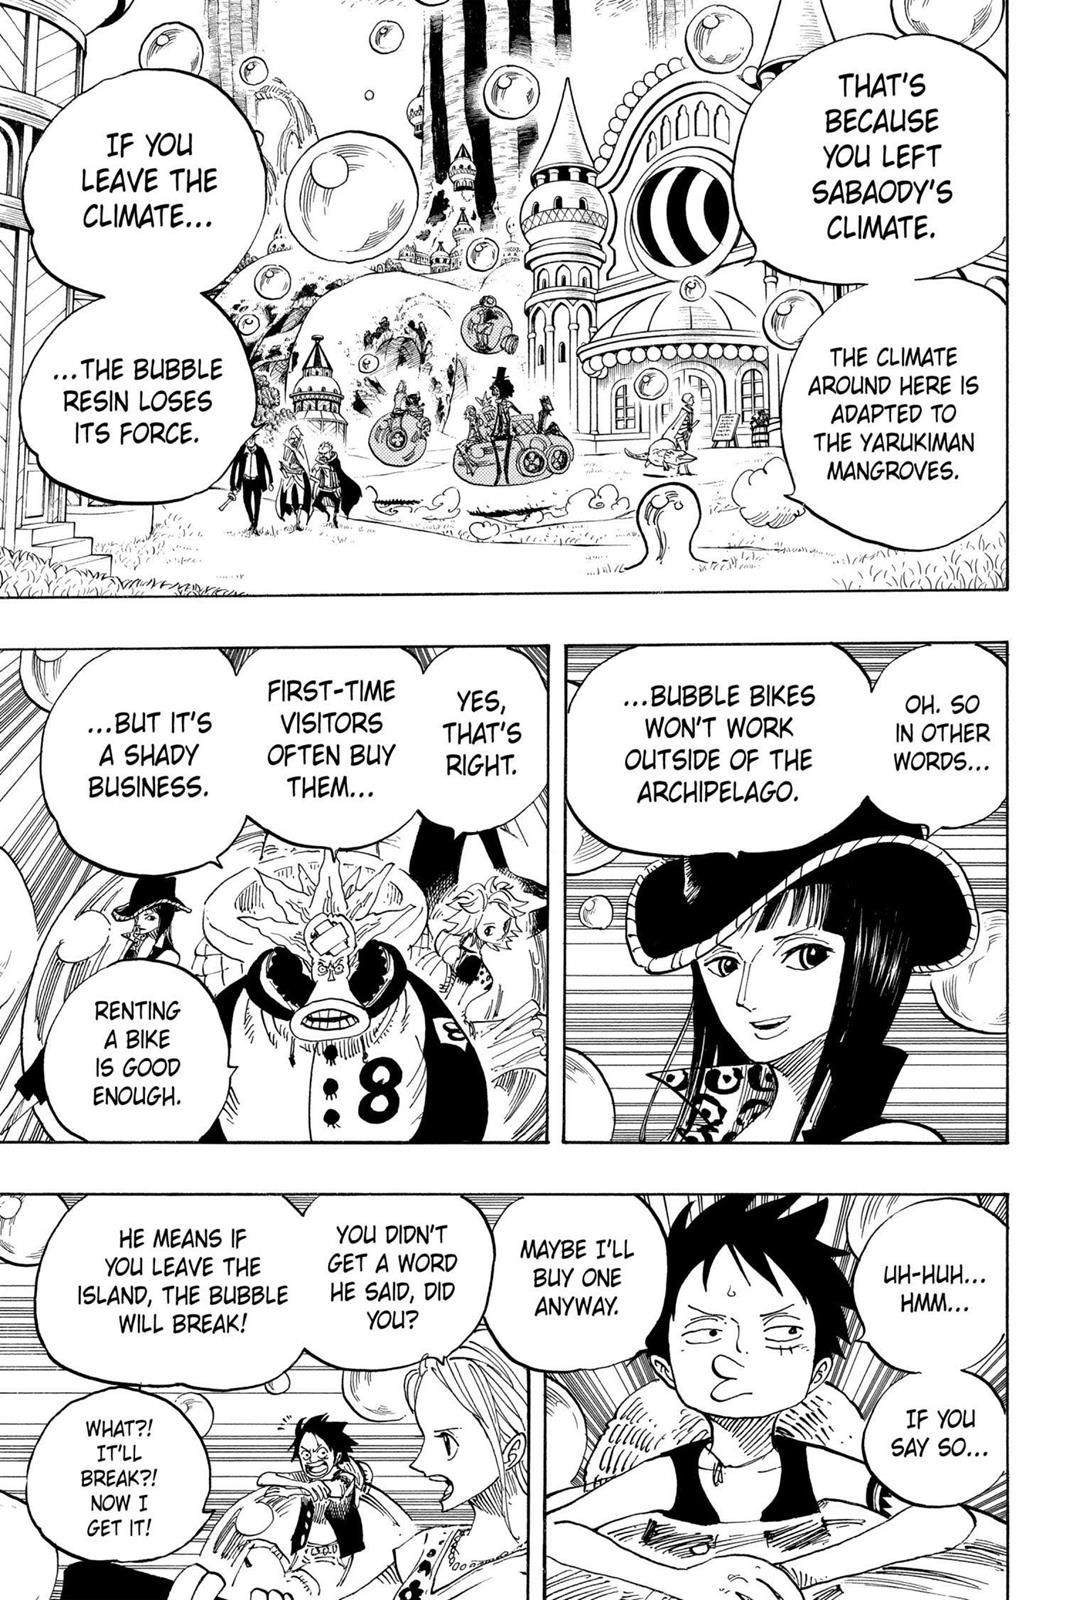 THAT'S
BECAUSE
YOU LEFT
SABAODY'S
CLIMATE.
THE CLIMATE
AROUND HERE IS
ADAPTED TO
THE YARUKIMAN
MANGROVES.
IF YOU
LEAVE THE
CLIMATE...
...THE BUBBLE
RESIN LOSES
ITS FORCE.
OH. SO
IN OTHER
WORDS...
...BUBBLE BIKES
WON'T WORK
OUTSIDE OF THE
ARCHIPELAGO.
YES,
THAT'S
RIGHT.
FIRST-TIME
VISITORS
OFTEN BUY
THEM...
...BUT IT'S
A SHADY
BUSINESS.
RENTING
A BIKE
IS GOOD
ENOUGH.
8
8
UH-HUH...
HMM...
IF YOU
SAY SO...
MAYBE I'LL
BUY ONE
ANYWAY.
YOU DIDN'T
GET A WORD
HE SAID, DID
YOU?
HE MEANS IF
YOU LEAVE THE
ISLAND, THE BUBBLE
WILL BREAK!
WHAT?!
IT'LL
BREAK?!
NOW I
GET IT!